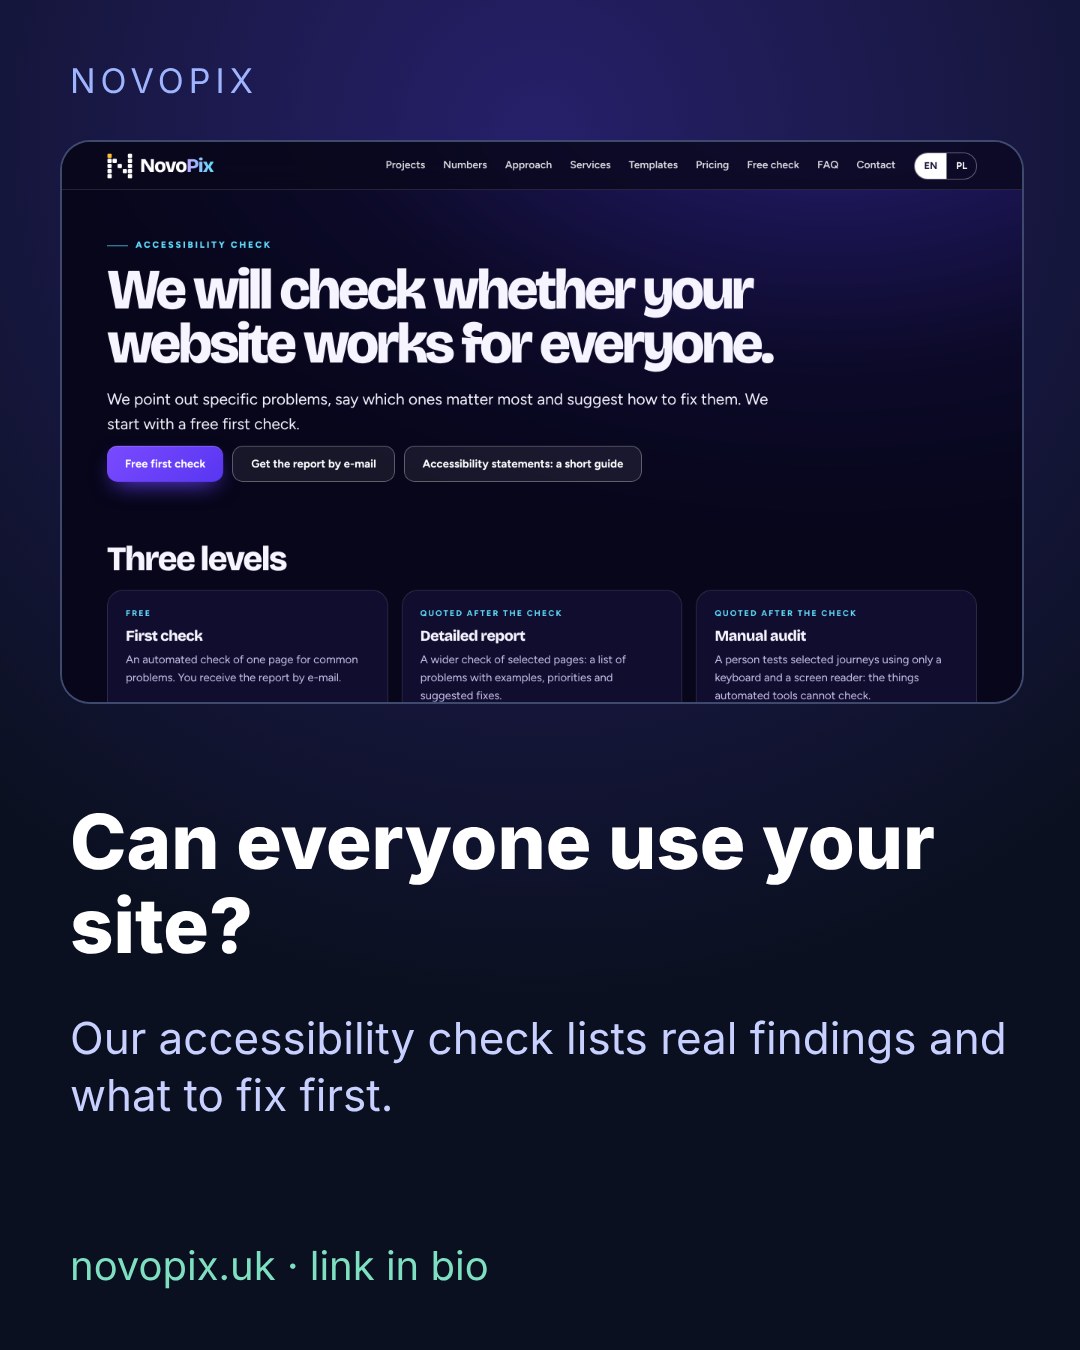 NOVOPIX
NovoPix
Projects Numbers Approach Services Templates Pricing Free check FAQ Contact EN PL
ACCESSIBILITY CHECK
We will check whether your
website works for everyone.
We point out specific problems, say which ones matter most and suggest how to fix them. We
start with a free first check.
Free first check
Get the report by e-mail
Accessibility statements: a short guide
Three levels
FREE
First check
An automated check of one page for common
problems. You receive the report by e-mail.
QUOTED AFTER THE CHECK
Detailed report
A wider check of selected pages: a list of
problems with examples, priorities and
suggested fixes.
QUOTED AFTER THE CHECK
Manual audit
A person tests selected journeys using only a
keyboard and a screen reader: the things
automated tools cannot check.
Can everyone use your
site?
Our accessibility check lists real findings and
what to fix first.
novopix.uk · link in bio